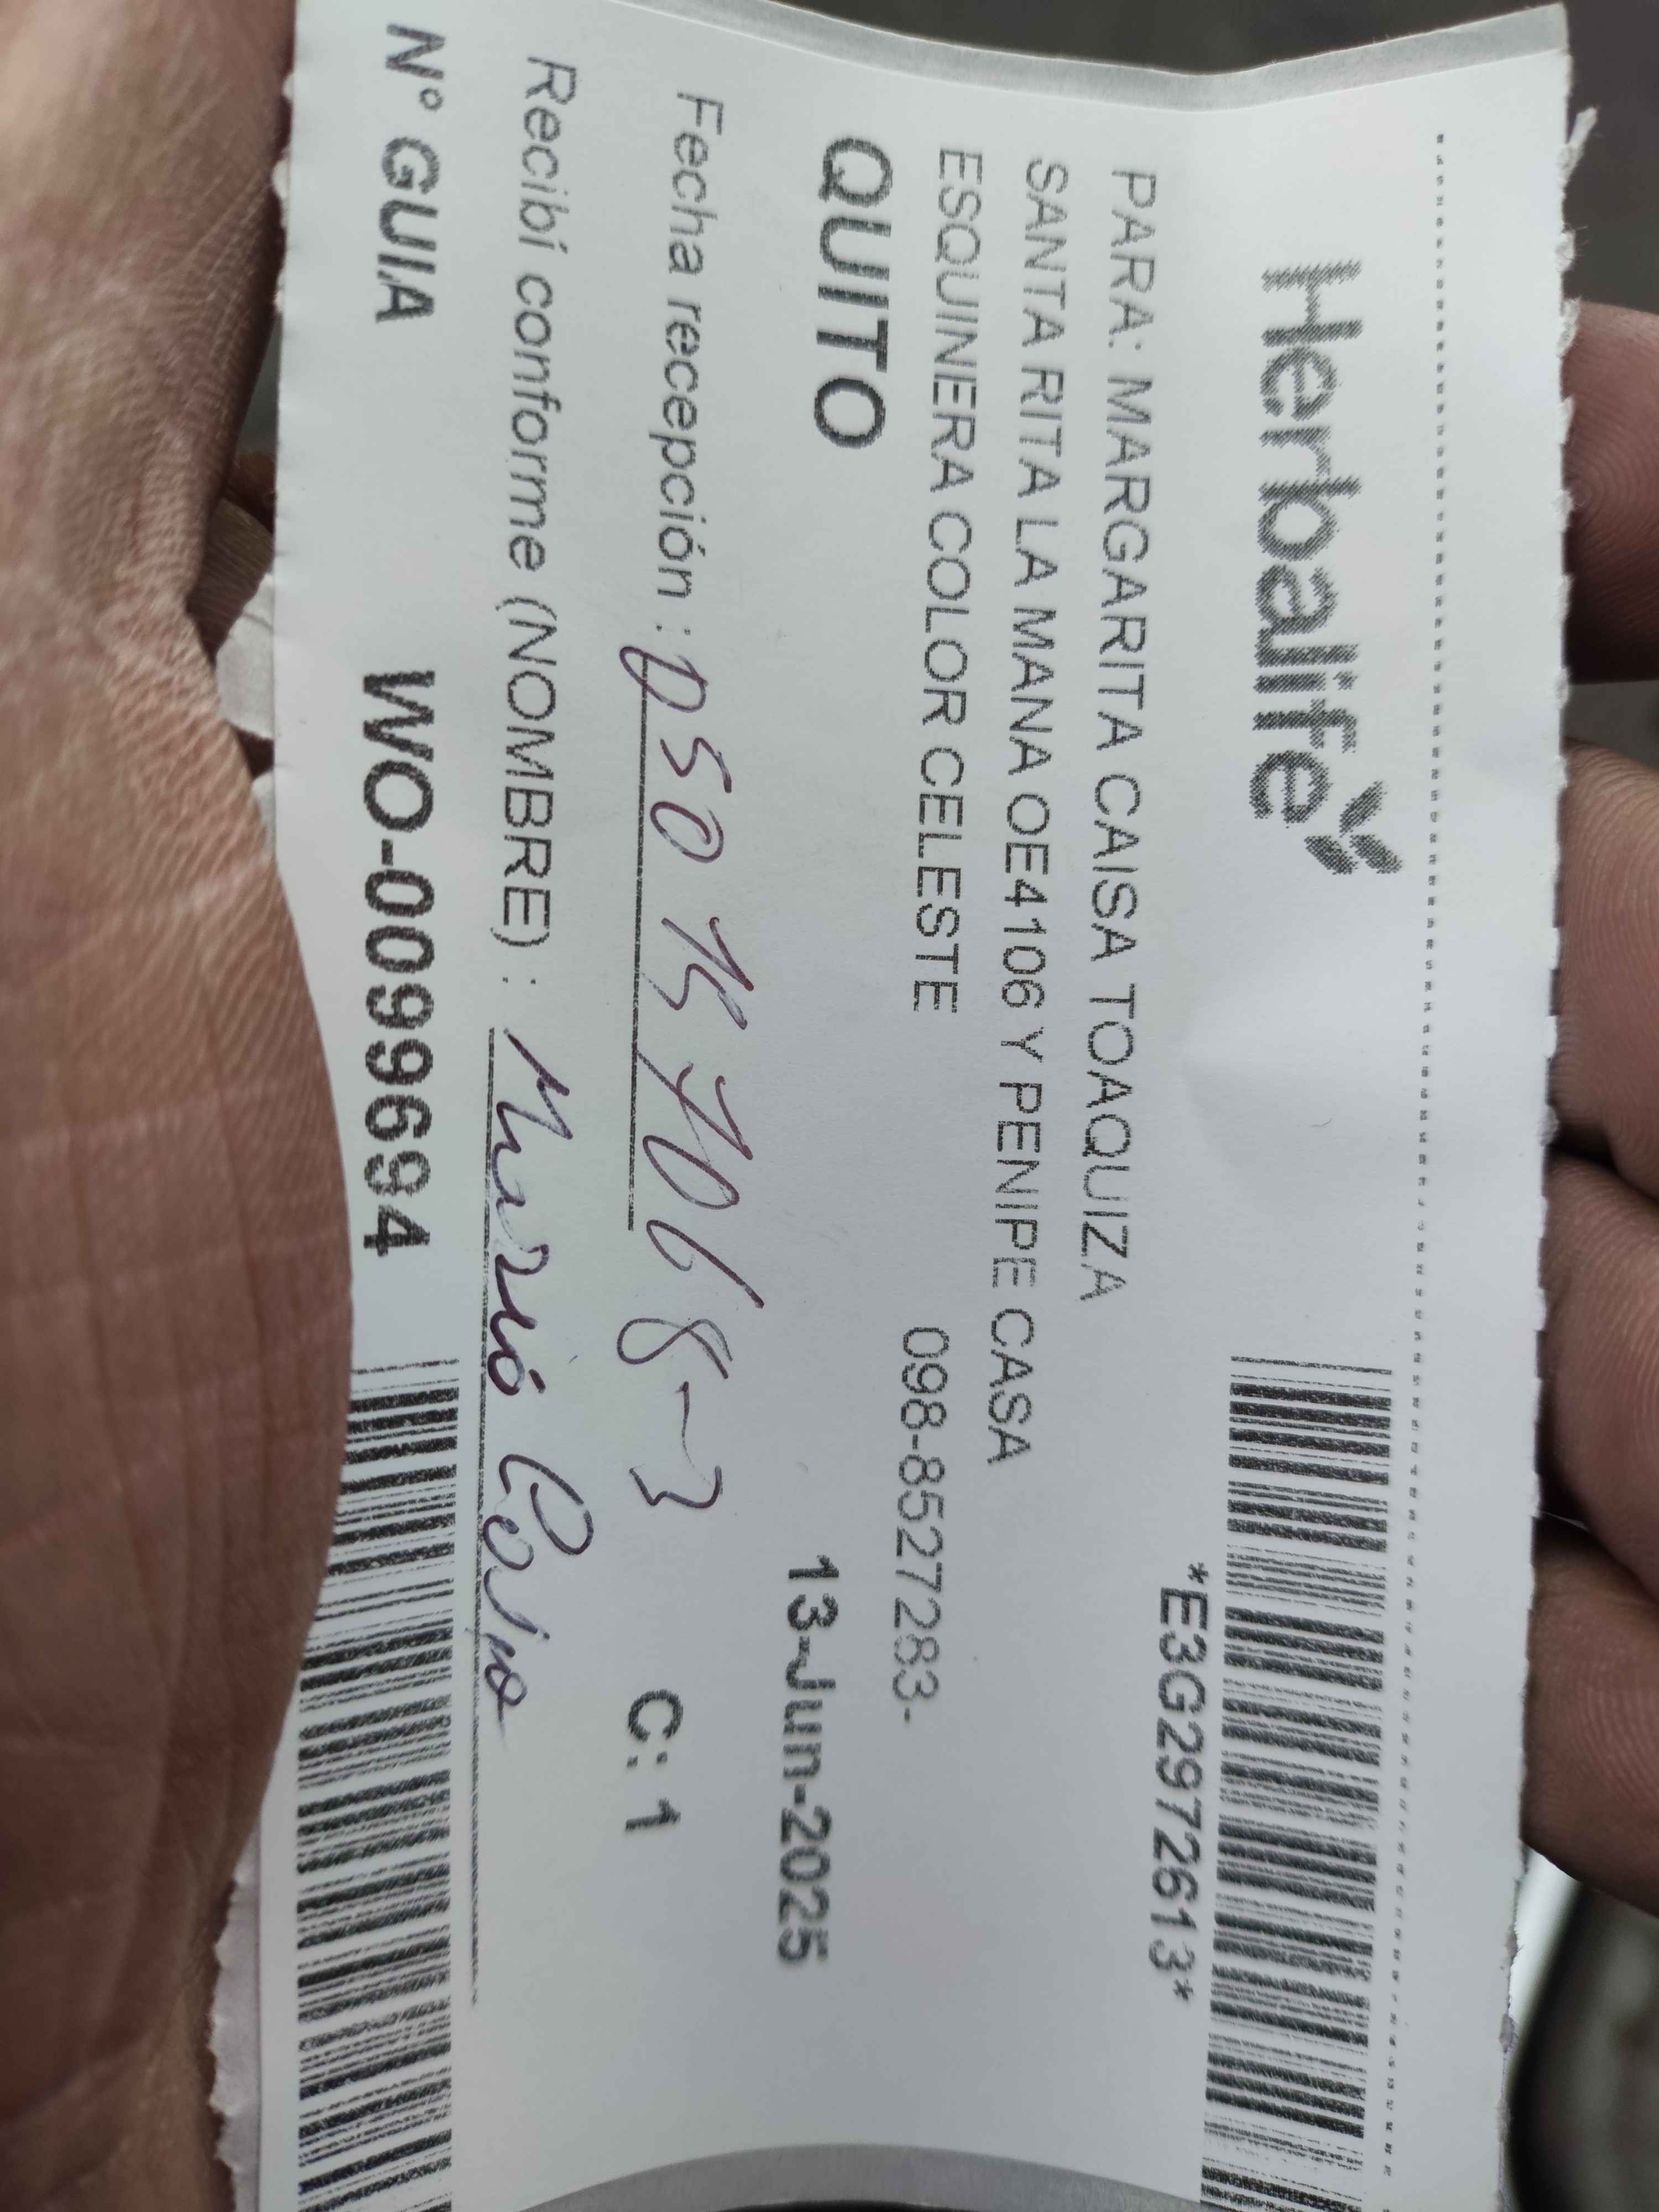 Herbalife
*E3G2972613*
PARA: MARGARITA CAISA TOAQUIZA
SANTA RITA LA MANA OE4106 Y PENIPE CASA
ESQUINERA COLOR CELESTE 098-8527283-
QUITO 13-Jun-2025
Fecha recepción : C: 1
Recibí conforme (NOMBRE) :
N° GUIA WO-0099694